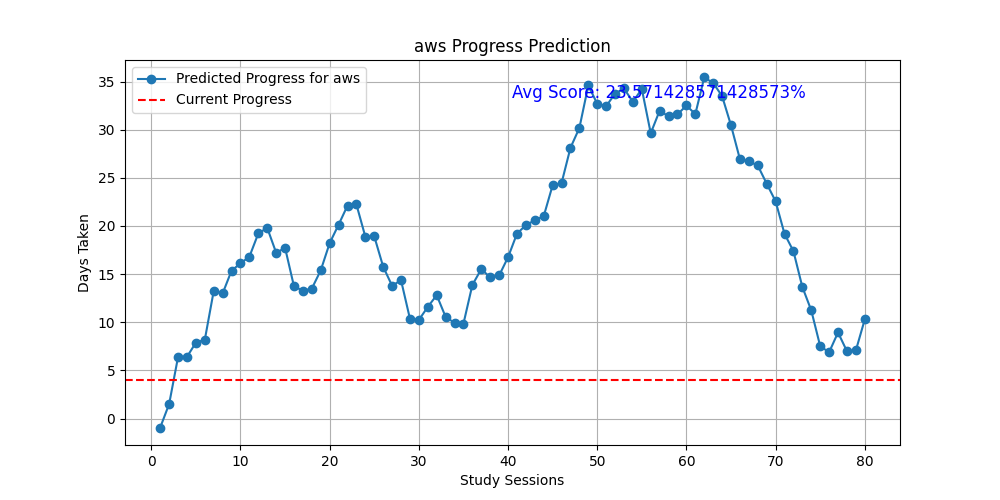 aws Progress Prediction
Predicted Progress for aws
Current Progress
Avg Score: 23.571428571428573%
35
30
25
20
15
10
5
0
Days Taken
0 10 20 30 40 50 60 70 80
Study Sessions